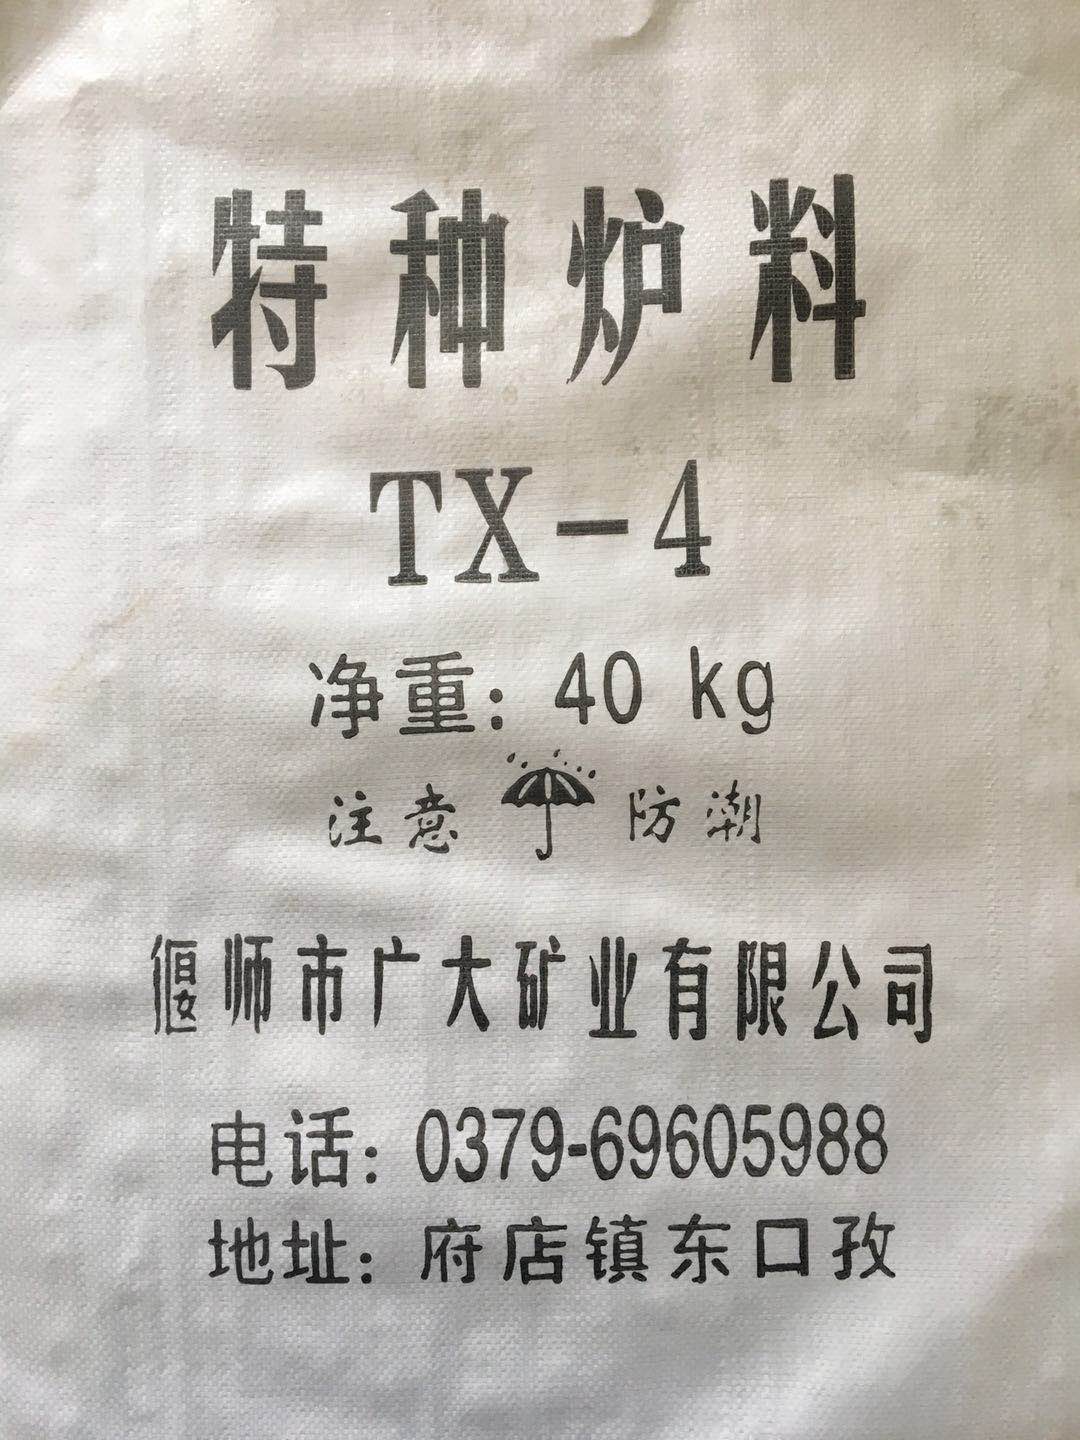 特种炉料
TX-4
净重：40 kg
注意 防潮
偃师市广大矿业有限公司
电话：0379-69605988
地址：府店镇东口孜